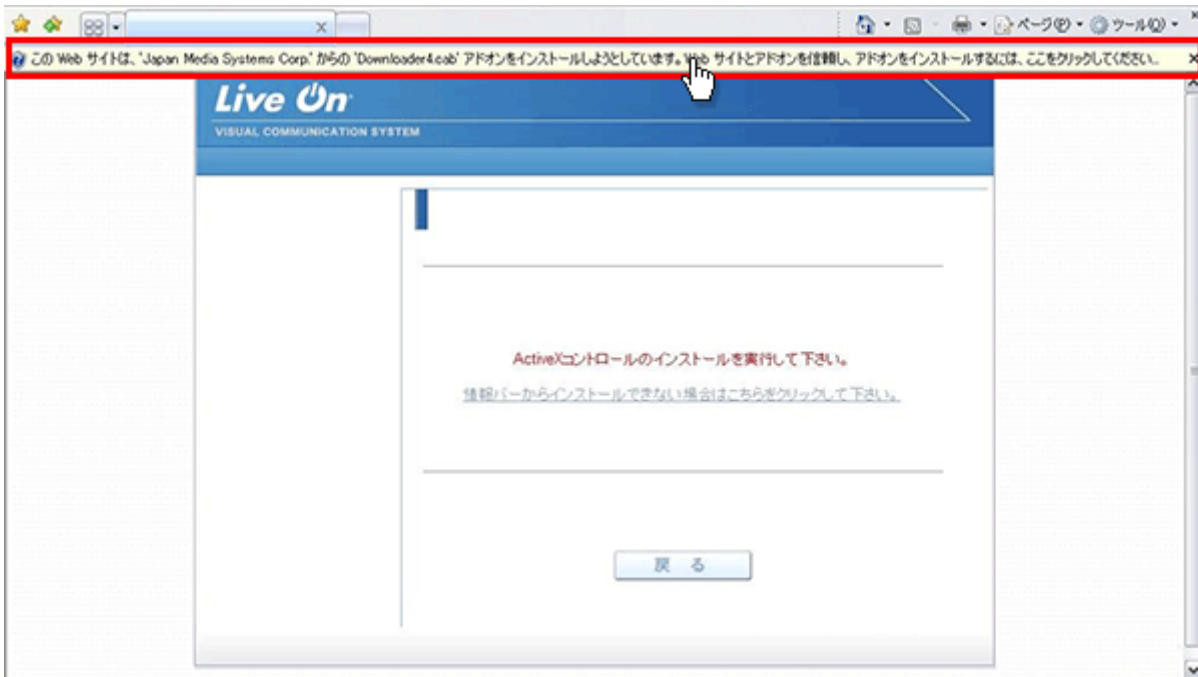 ページ(P) ツール(O)
この Web サイトは、'Japan Media Systems Corp.' からの 'Downloader4.cab' アドオンをインストールしようとしています。Web サイトとアドオンを信頼し、アドオンをインストールするには、ここをクリックしてください...
Live On
VISUAL COMMUNICATION SYSTEM
ActiveXコントロールのインストールを実行して下さい。
情報バーからインストールできない場合はこちらをクリックして下さい。
戻 る